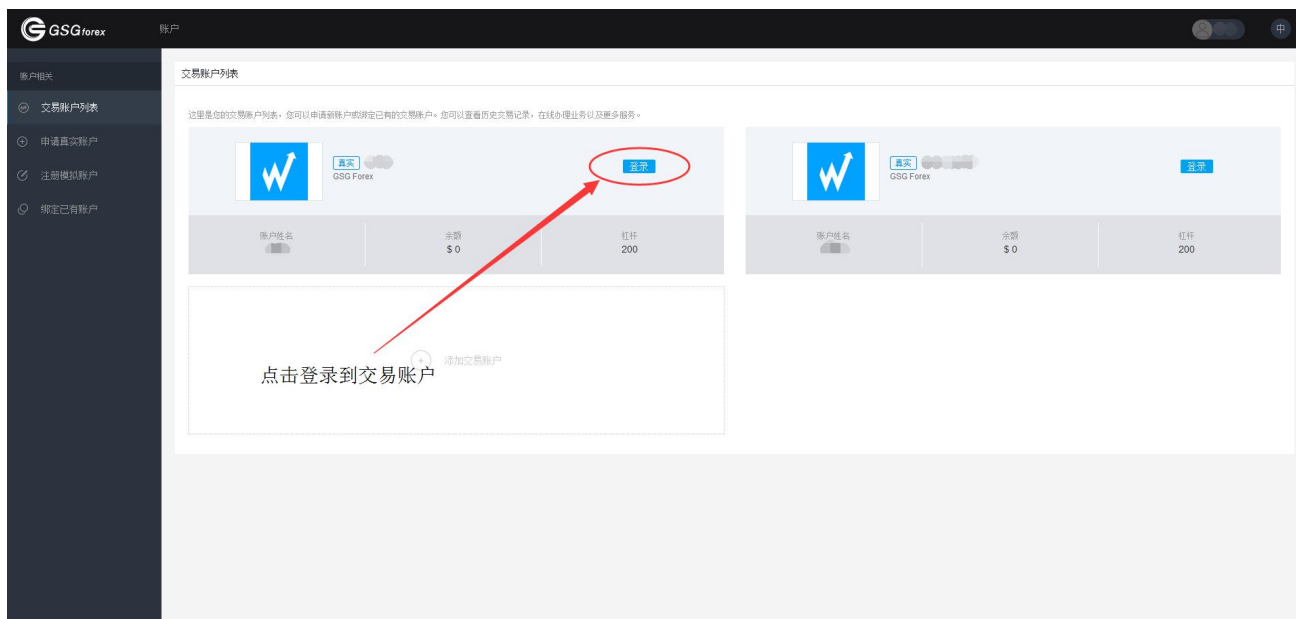 GSGforex
账户
中
账户相关
交易账户列表
申请真实账户
注册模拟账户
绑定已有账户
交易账户列表
这里是您的交易账户列表，您可以申请新账户或绑定已有的交易账户。您可以查看历史交易记录，在线办理业务以及更多服务。
真实
GSG Forex
登录
账户姓名
余额
杠杆
$ 0
200
真实
GSG Forex
登录
账户姓名
余额
杠杆
$ 0
200
添加交易账户
点击登录到交易账户